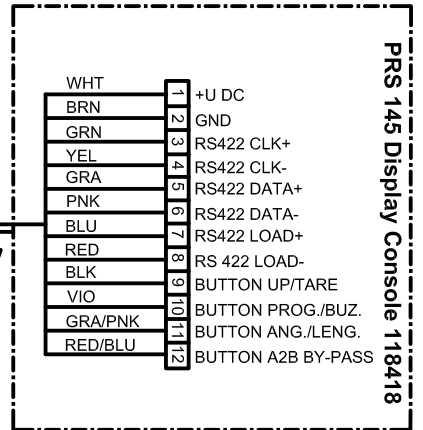 WHT 1 +U DC
BRN 2 GND
GRN 3 RS422 CLK+
YEL 4 RS422 CLK-
GRA 5 RS422 DATA+
PNK 6 RS422 DATA-
BLU 7 RS422 LOAD+
RED 8 RS 422 LOAD-
BLK 9 BUTTON UP/TARE
VIO 10 BUTTON PROG./BUZ.
GRA/PNK 11 BUTTON ANG./LENG.
RED/BLU 12 BUTTON A2B BY-PASS
PRS 145 Display Console 118418